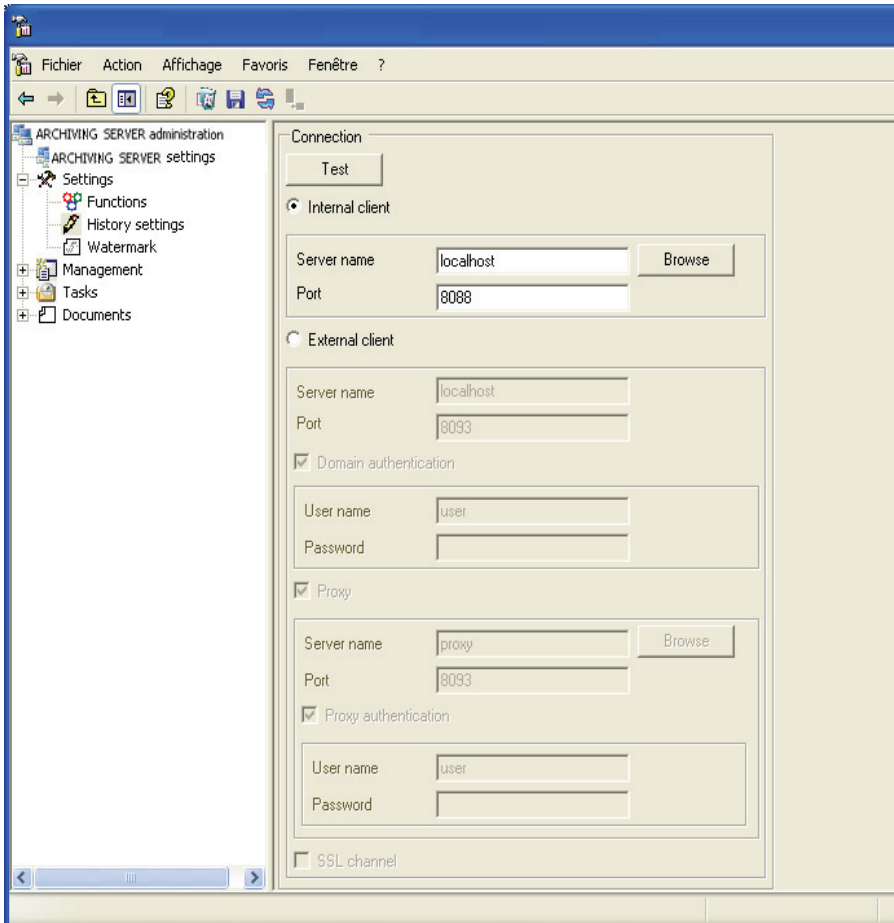 Fichier Action Affichage Favoris Fenêtre ?
ARCHIVING SERVER administration
ARCHIVING SERVER settings
Settings
Functions
History settings
Watermark
Management
Tasks
Documents
Connection
Test
Internal client
Server name localhost Browse
Port 8088
External client
Server name localhost
Port 8093
Domain authentication
User name user
Password
Proxy
Server name proxy Browse
Port 8093
Proxy authentication
User name user
Password
SSL channel